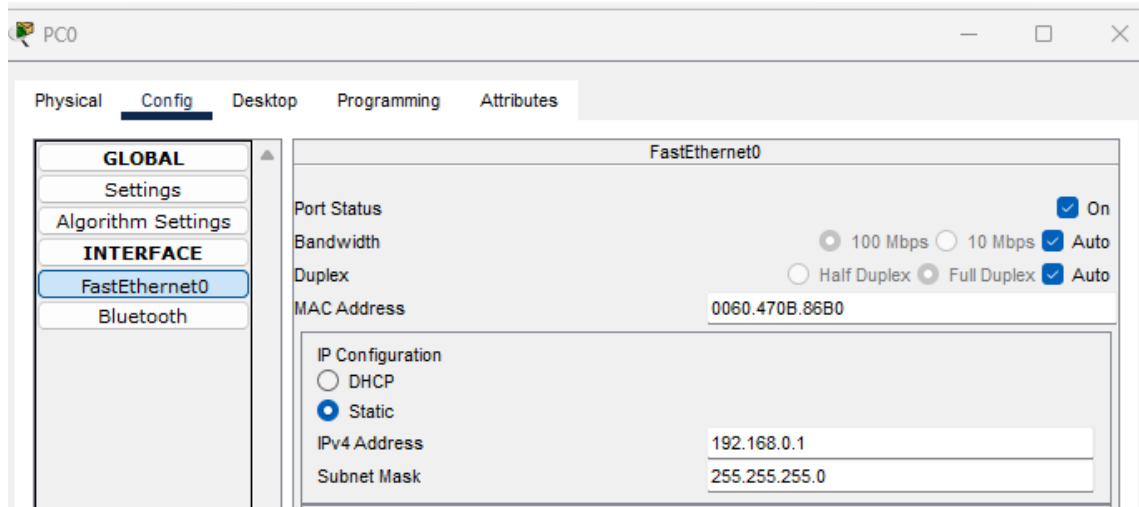 PC0
Physical Config Desktop Programming Attributes
GLOBAL
Settings
Algorithm Settings
INTERFACE
FastEthernet0
Bluetooth
FastEthernet0
Port Status On
Bandwidth 100 Mbps 10 Mbps Auto
Duplex Half Duplex Full Duplex Auto
MAC Address 0060.470B.86B0
IP Configuration
DHCP
Static
IPv4 Address 192.168.0.1
Subnet Mask 255.255.255.0